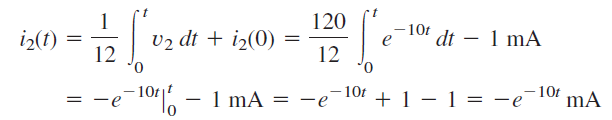 i₂(t) = 1/12 ∫₀ᵗ v₂ dt + i₂(0) = 120/12 ∫₀ᵗ e⁻¹⁰ᵗ dt − 1 mA
= −e⁻¹⁰ᵗ|₀ᵗ − 1 mA = −e⁻¹⁰ᵗ + 1 − 1 = −e⁻¹⁰ᵗ mA